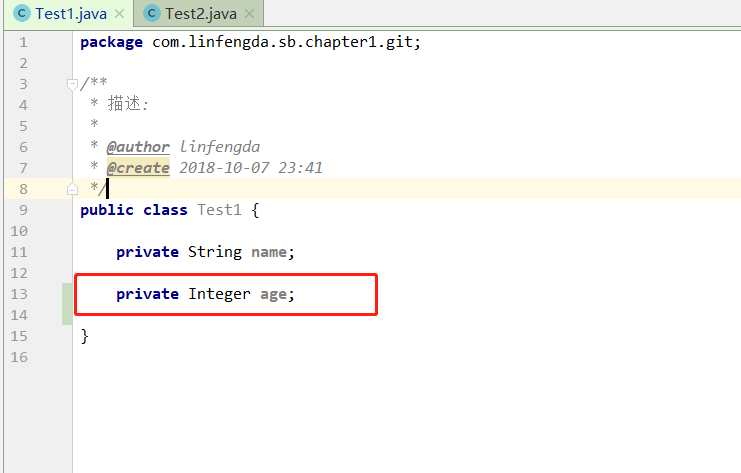 Test1.java × Test2.java ×
1 package com.linfengda.sb.chapter1.git;
2
3 /**
4 * 描述:
5 *
6 * @author linfengda
7 * @create 2018-10-07 23:41
8 */
9 public class Test1 {
10
11 private String name;
12
13 private Integer age;
14
15 }
16